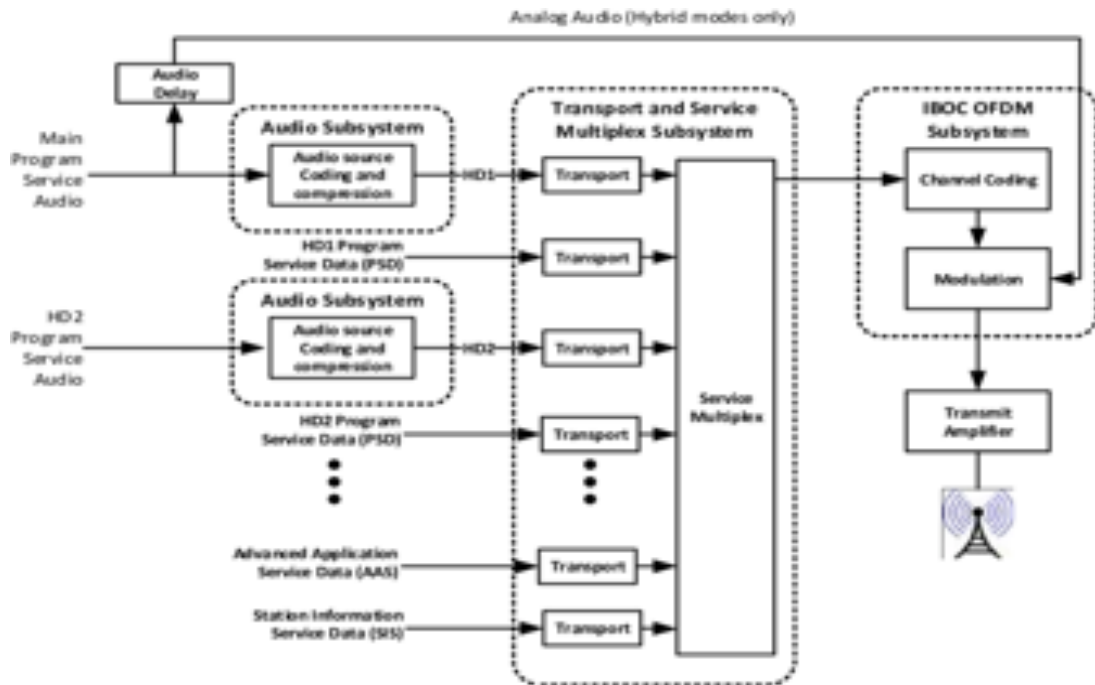 Analog Audio (Hybrid modes only)
Audio
Delay
Main
Program
Service
Audio
Audio Subsystem
Audio source
Coding and
compression
HD1
HD1 Program
Service Data (PSD)
HD2
Program
Service
Audio
Audio Subsystem
Audio source
Coding and
compression
HD2
HD2 Program
Service Data (PSD)
Advanced Application
Service Data (AAS)
Station Information
Service Data (SIS)
Transport and Service
Multiplex Subsystem
Transport
Transport
Transport
Transport
Transport
Transport
Service
Multiplex
IBOC OFDM
Subsystem
Channel Coding
Modulation
Transmit
Amplifier